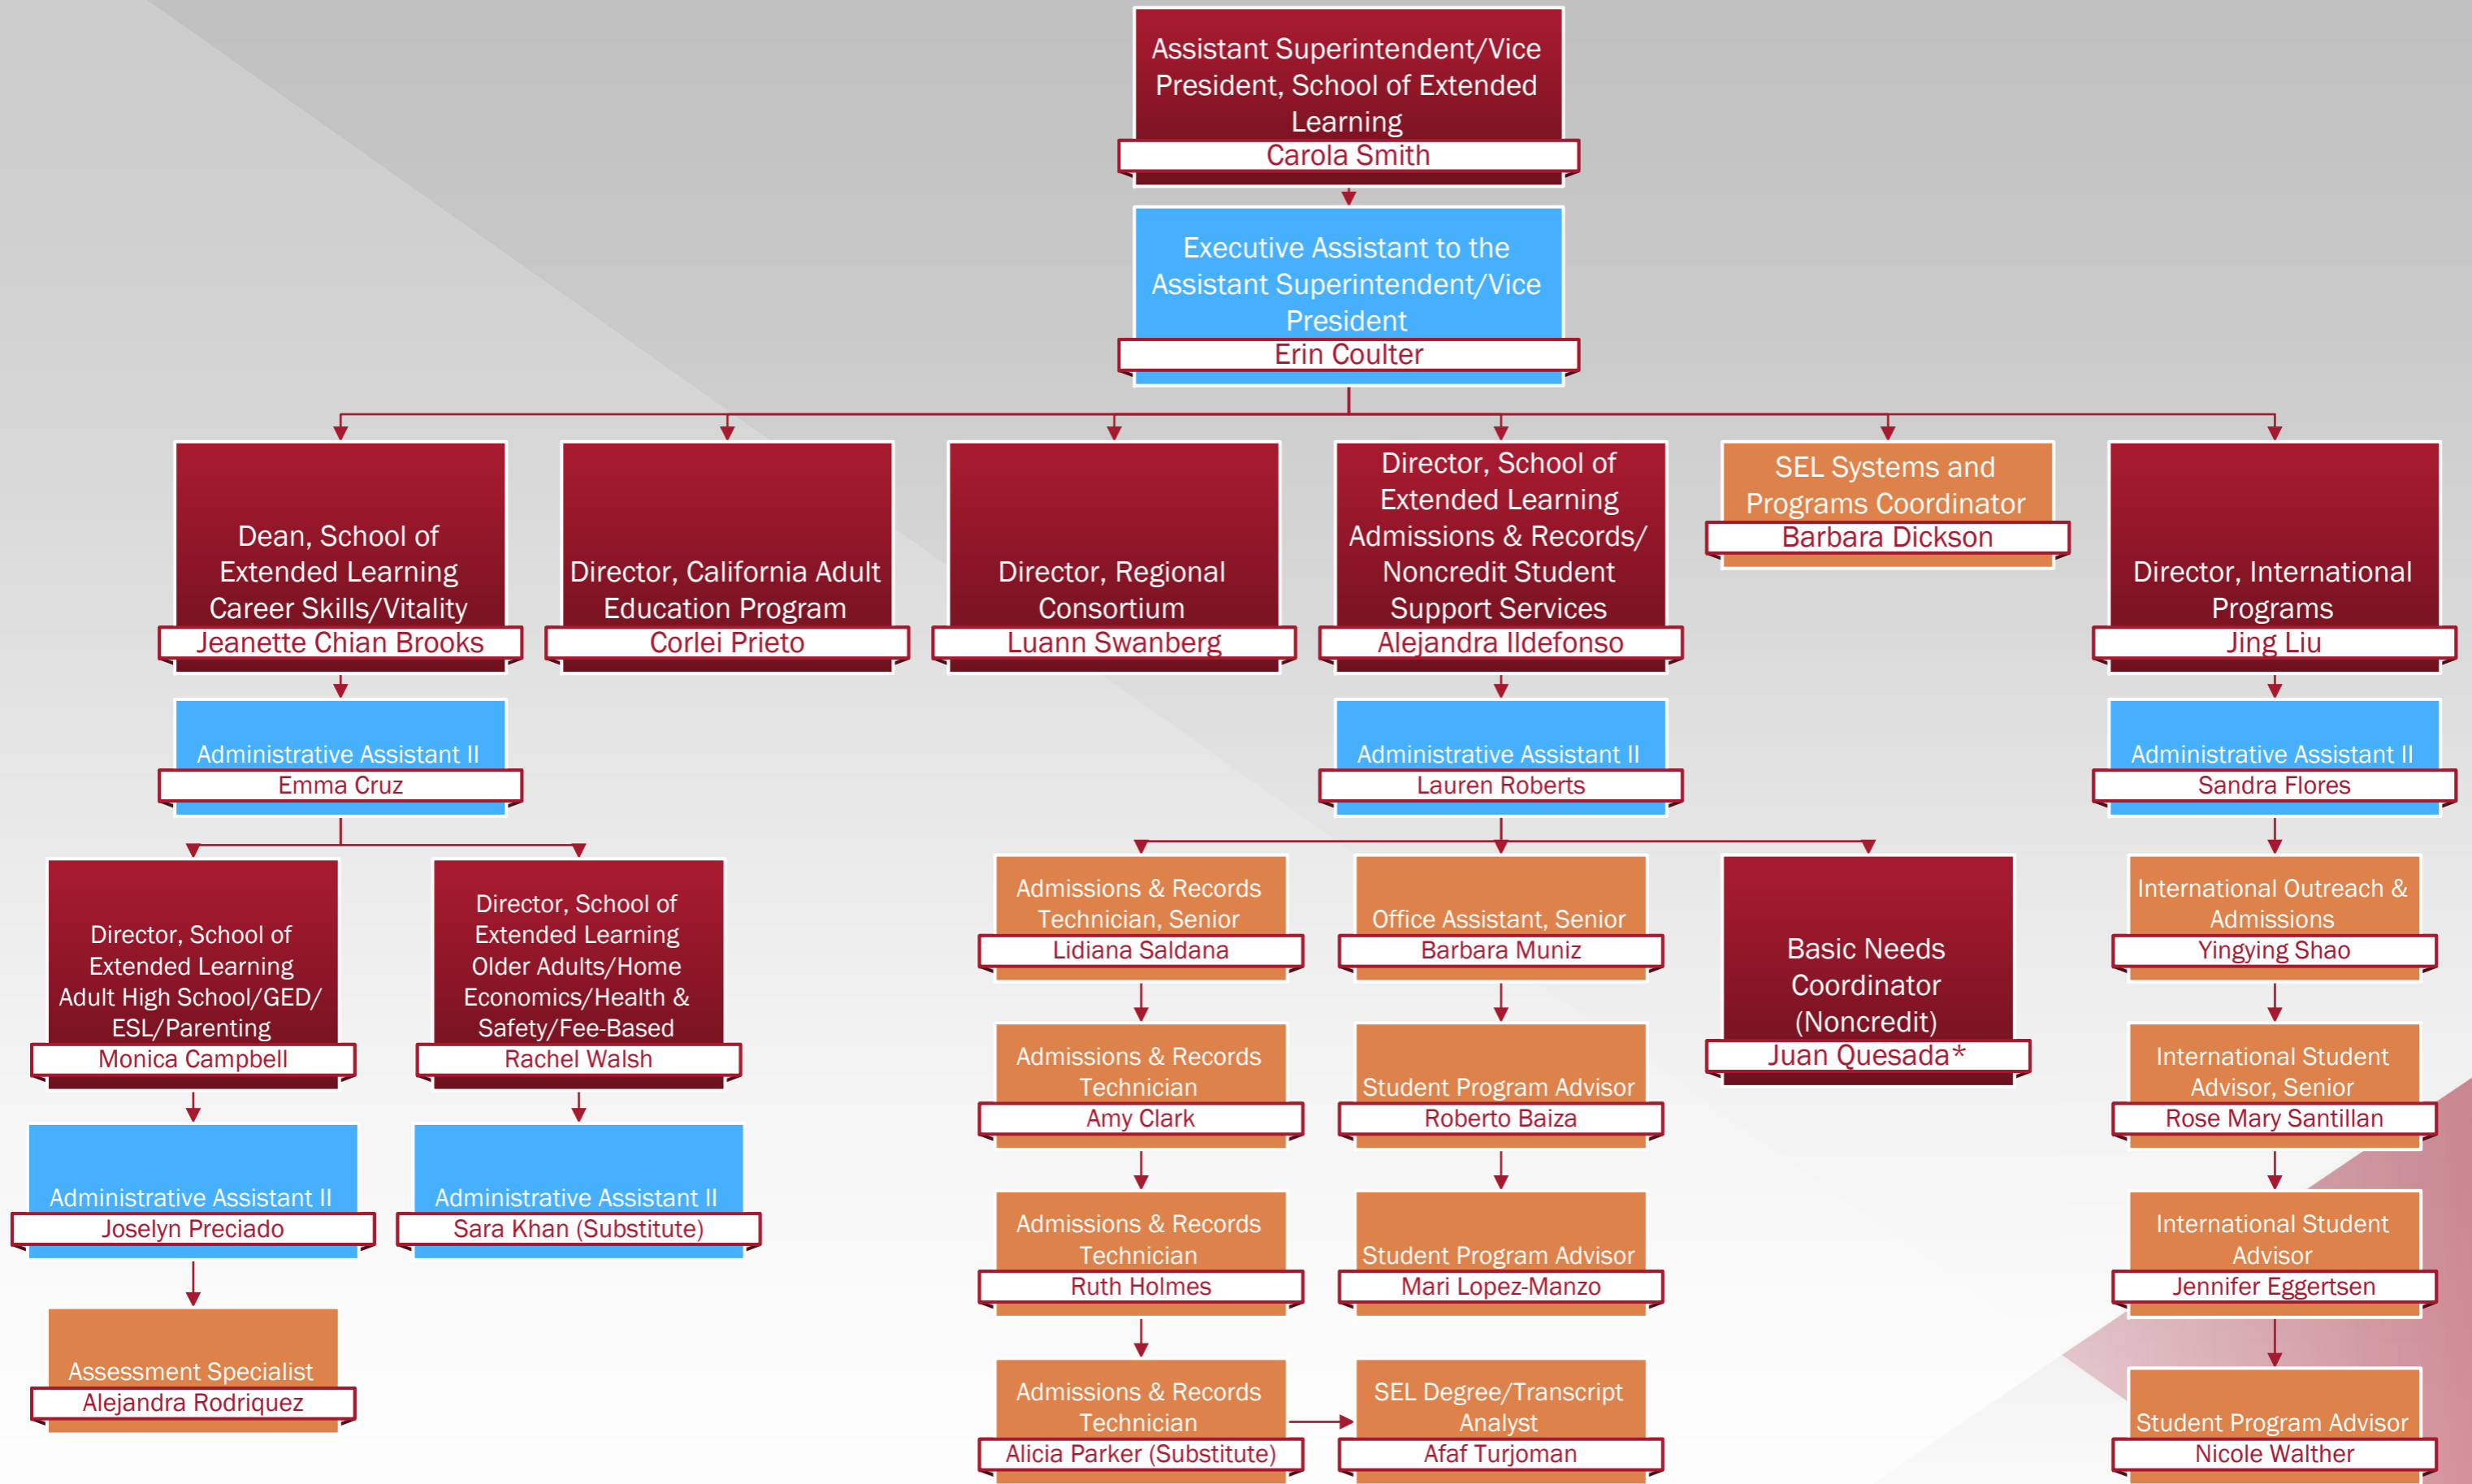 Assistant Superintendent/Vice
President, School of Extended
Learning
Carola Smith
Executive Assistant to the
Assistant Superintendent/Vice
President
Erin Coulter
Dean, School of
Extended Learning
Career Skills/Vitality
Jeanette Chian Brooks
Director, California Adult
Education Program
Corlei Prieto
Director, Regional
Consortium
Luann Swanberg
Director, School of
Extended Learning
Admissions & Records/
Noncredit Student
Support Services
Alejandra Ildefonso
SEL Systems and
Programs Coordinator
Barbara Dickson
Director, International
Programs
Jing Liu
Administrative Assistant II
Emma Cruz
Administrative Assistant II
Lauren Roberts
Administrative Assistant II
Sandra Flores
Director, School of
Extended Learning
Adult High School/GED/
ESL/Parenting
Monica Campbell
Director, School of
Extended Learning
Older Adults/Home
Economics/Health &
Safety/Fee-Based
Rachel Walsh
Admissions & Records
Technician, Senior
Lidiana Saldana
Office Assistant, Senior
Barbara Muniz
Basic Needs
Coordinator
(Noncredit)
Juan Quesada*
International Outreach &
Admissions
Yingying Shao
Admissions & Records
Technician
Amy Clark
Student Program Advisor
Roberto Baiza
International Student
Advisor, Senior
Rose Mary Santillan
Administrative Assistant II
Joselyn Preciado
Administrative Assistant II
Sara Khan (Substitute)
Admissions & Records
Technician
Ruth Holmes
Student Program Advisor
Mari Lopez-Manzo
International Student
Advisor
Jennifer Eggertsen
Assessment Specialist
Alejandra Rodriquez
Admissions & Records
Technician
Alicia Parker (Substitute)
SEL Degree/Transcript
Analyst
Afaf Turjoman
Student Program Advisor
Nicole Walther